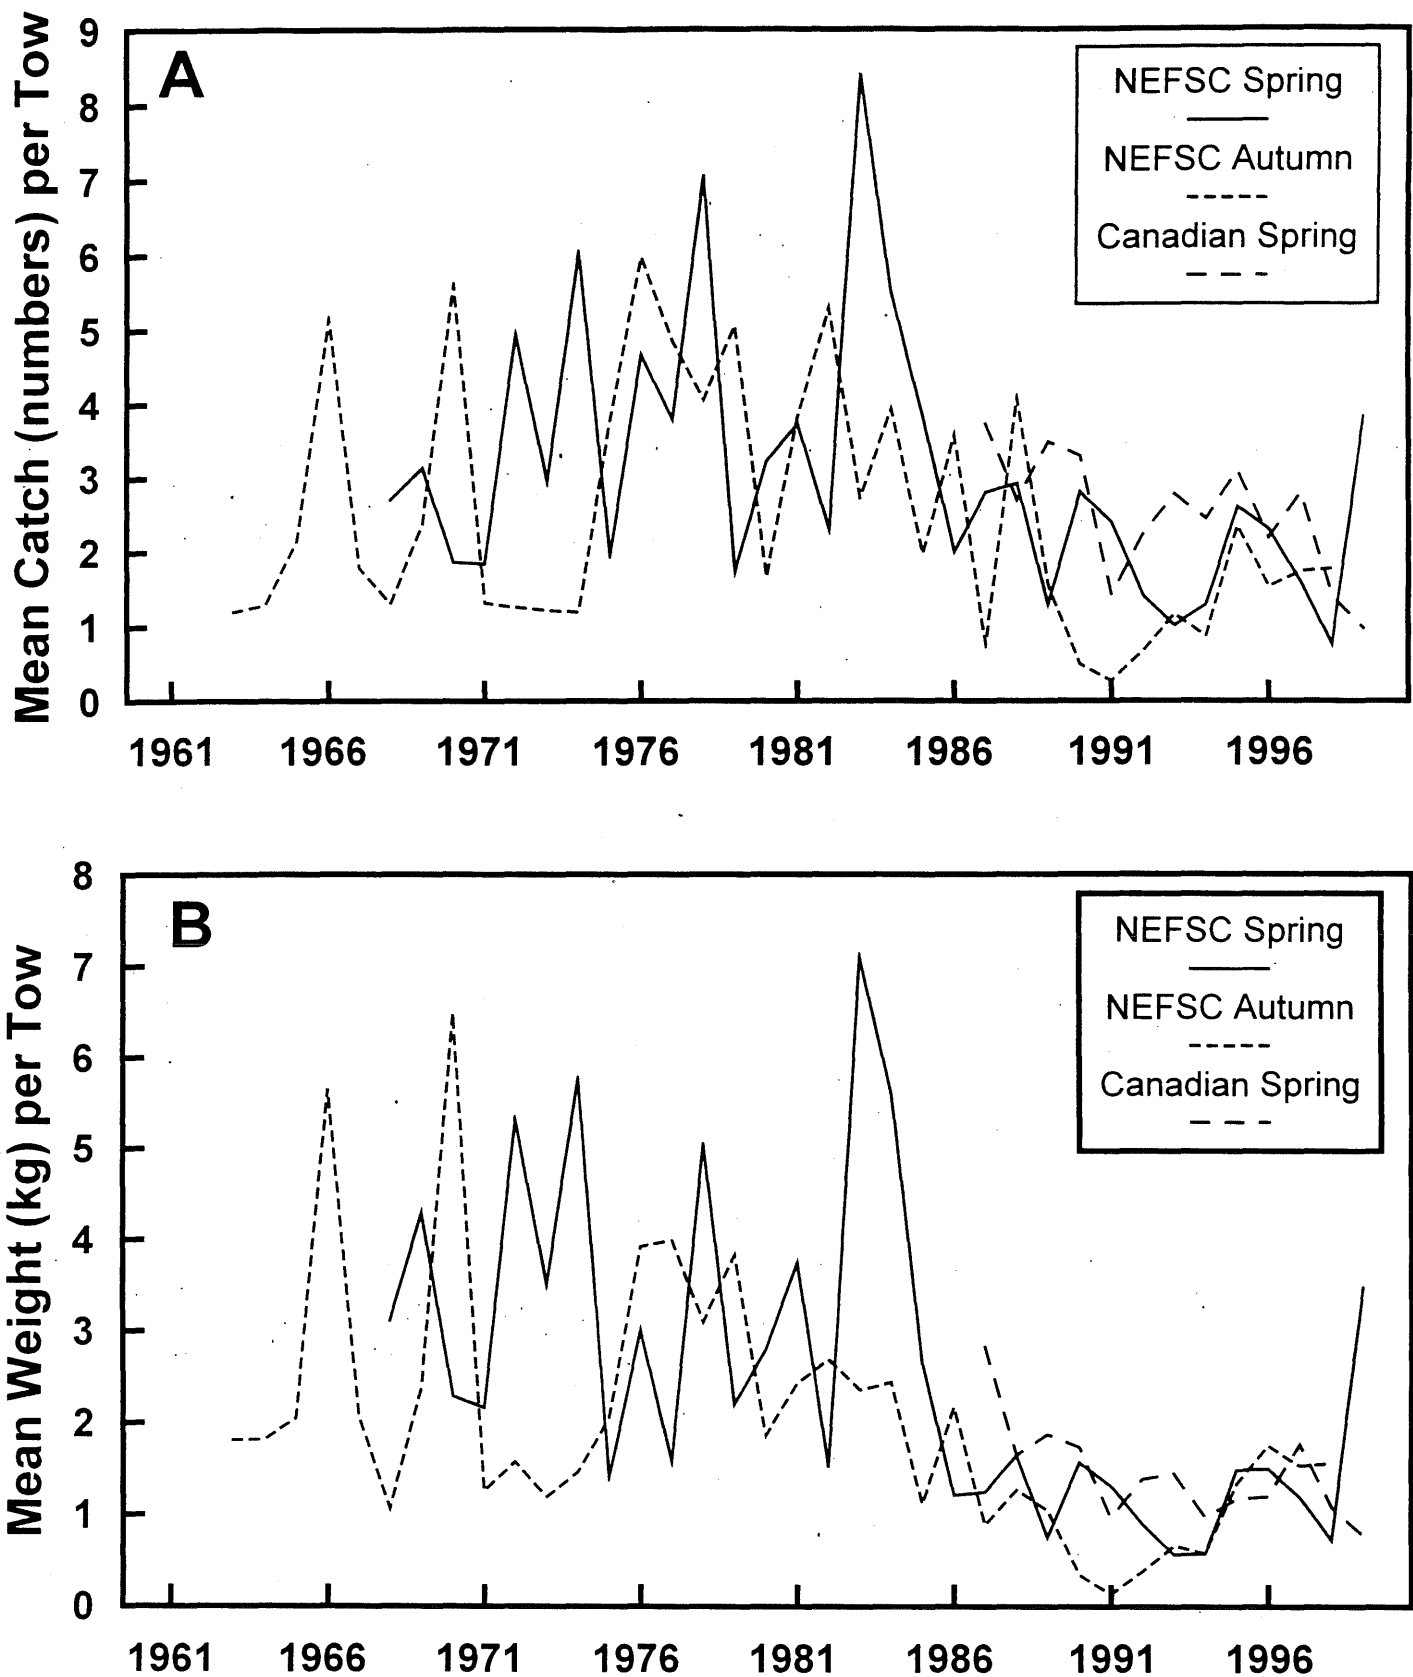 A
Mean Catch (numbers) per Tow
9
8
7
6
5
4
3
2
1
0
NEFSC Spring
NEFSC Autumn
Canadian Spring
1961 1966 1971 1976 1981 1986 1991 1996
B
Mean Weight (kg) per Tow
8
7
6
5
4
3
2
1
0
NEFSC Spring
NEFSC Autumn
Canadian Spring
1961 1966 1971 1976 1981 1986 1991 1996